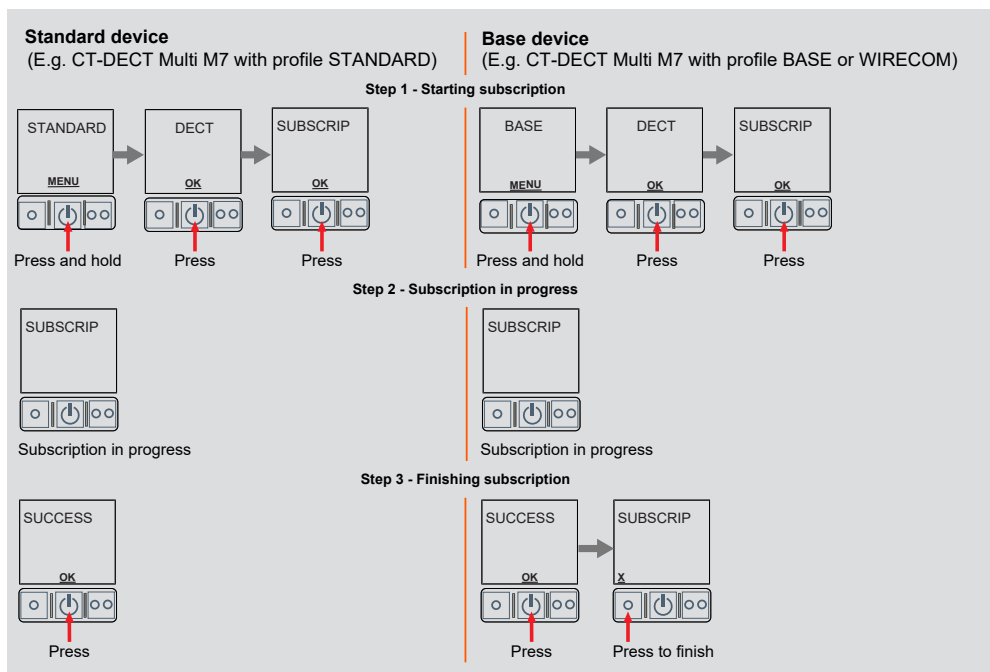 Standard device
(E.g. CT-DECT Multi M7 with profile STANDARD)
Base device
(E.g. CT-DECT Multi M7 with profile BASE or WIRECOM)
Step 1 - Starting subscription
STANDARD
MENU
DECT
OK
SUBSCRIP
OK
BASE
MENU
DECT
OK
SUBSCRIP
OK
Press and hold
Press
Press
Press and hold
Press
Press
Step 2 - Subscription in progress
SUBSCRIP
SUBSCRIP
Subscription in progress
Subscription in progress
Step 3 - Finishing subscription
SUCCESS
OK
SUCCESS
OK
SUBSCRIP
X
Press
Press
Press to finish